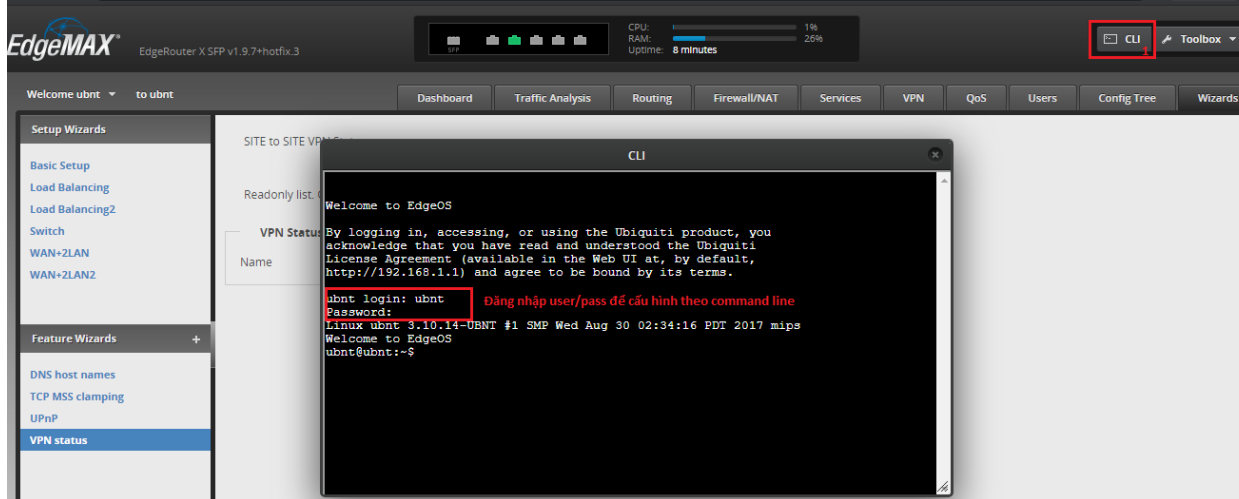 EdgeMAX®
EdgeRouter X SFP v1.9.7+hotfix.3
SFP
CPU: 1%
RAM: 26%
Uptime: 8 minutes
CLI
1
Toolbox
Welcome ubnt to ubnt
Dashboard Traffic Analysis Routing Firewall/NAT Services VPN QoS Users Config Tree Wizards
Setup Wizards
Basic Setup
Load Balancing
Load Balancing2
Switch
WAN+2LAN
WAN+2LAN2
Feature Wizards +
DNS host names
TCP MSS clamping
UPnP
VPN status
SITE to SITE VPN
Readonly list.
VPN Status
Name
CLI
Welcome to EdgeOS
By logging in, accessing, or using the Ubiquiti product, you
acknowledge that you have read and understood the Ubiquiti
License Agreement (available in the Web UI at, by default,
http://192.168.1.1) and agree to be bound by its terms.
ubnt login: ubnt
Đăng nhập user/pass để cấu hình theo command line
Password:
Linux ubnt 3.10.14-UBNT #1 SMP Wed Aug 30 02:34:16 PDT 2017 mips
Welcome to EdgeOS
ubnt@ubnt:~$